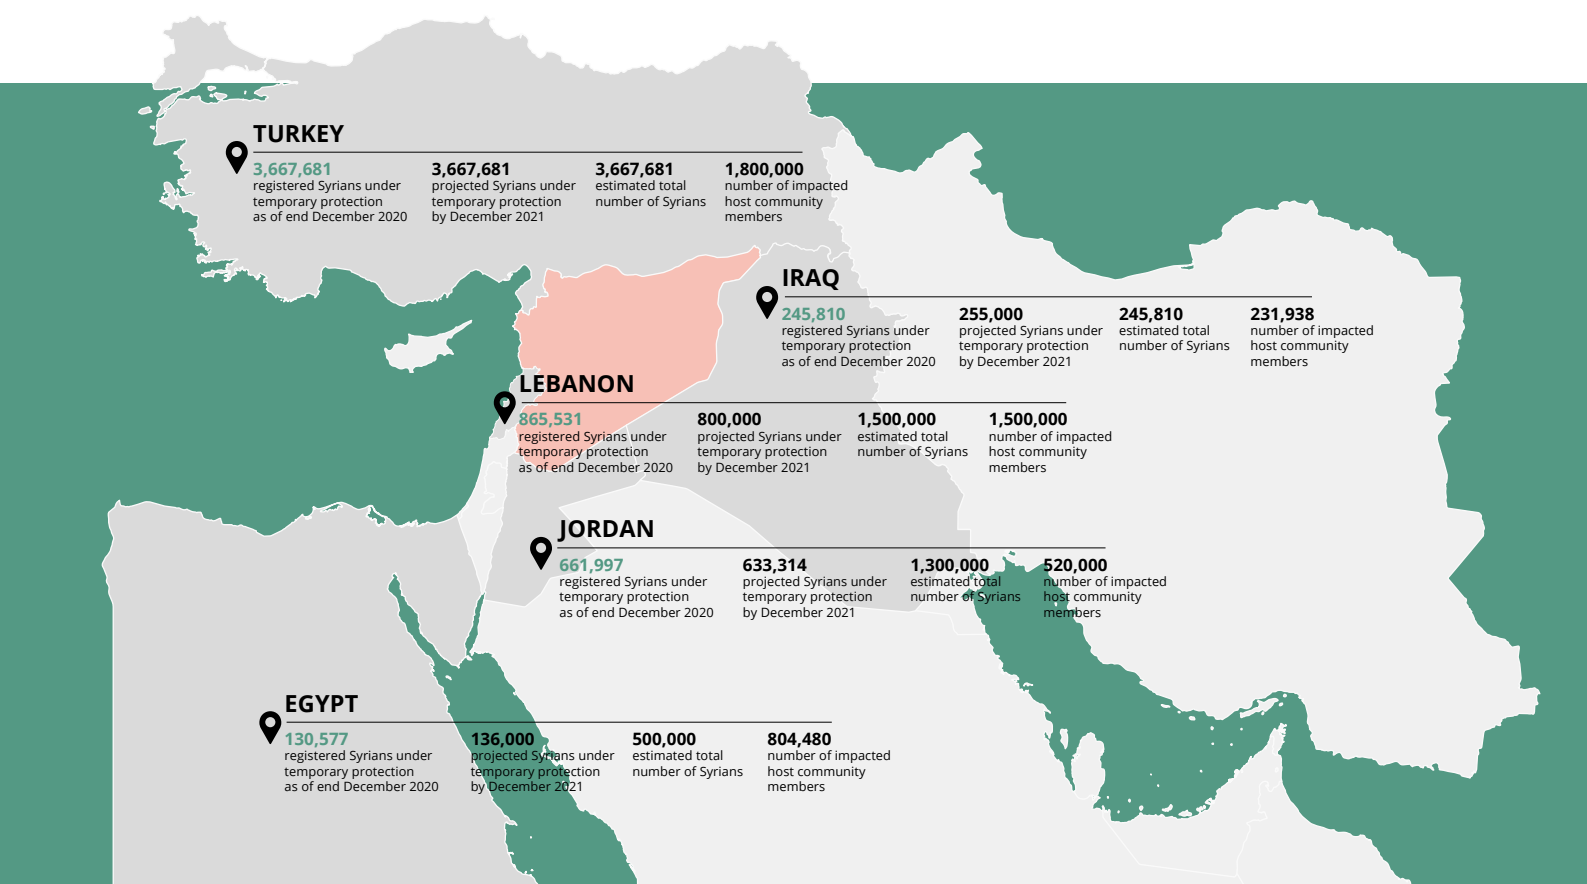 TURKEY
3,667,681 3,667,681 3,667,681 1,800,000
registered Syrians under projected Syrians under estimated total number of impacted
temporary protection temporary protection number of Syrians host community
as of end December 2020 by December 2021 members
IRAQ
245,810 255,000 245,810 231,938
registered Syrians under projected Syrians under estimated total number of impacted
temporary protection temporary protection number of Syrians host community
as of end December 2020 by December 2021 members
LEBANON
865,531 800,000 1,500,000 1,500,000
registered Syrians under projected Syrians under estimated total number of impacted
temporary protection temporary protection number of Syrians host community
as of end December 2020 by December 2021 members
JORDAN
661,997 633,314 1,300,000 520,000
registered Syrians under projected Syrians under estimated total number of impacted
temporary protection temporary protection number of Syrians host community
as of end December 2020 by December 2021 members
EGYPT
130,577 136,000 500,000 804,480
registered Syrians under projected Syrians under estimated total number of impacted
temporary protection temporary protection number of Syrians host community
as of end December 2020 by December 2021 members